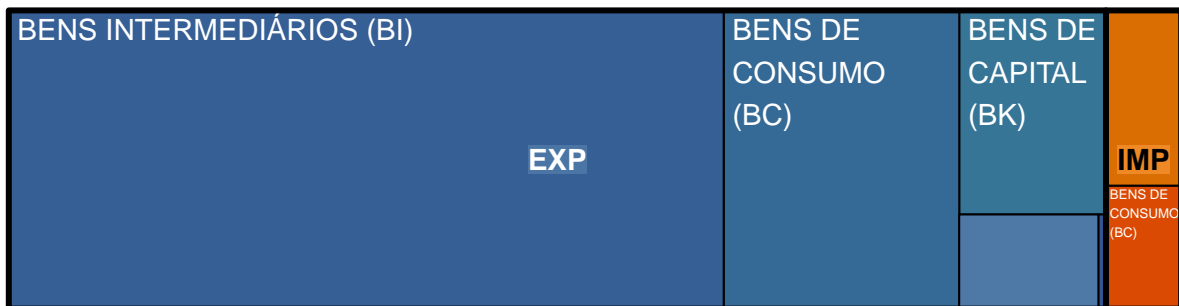 BENS INTERMEDIÁRIOS (BI)
BENS DE
CONSUMO
(BC)
BENS DE
CAPITAL
(BK)
EXP
IMP
BENS DE
CONSUMO
(BC)